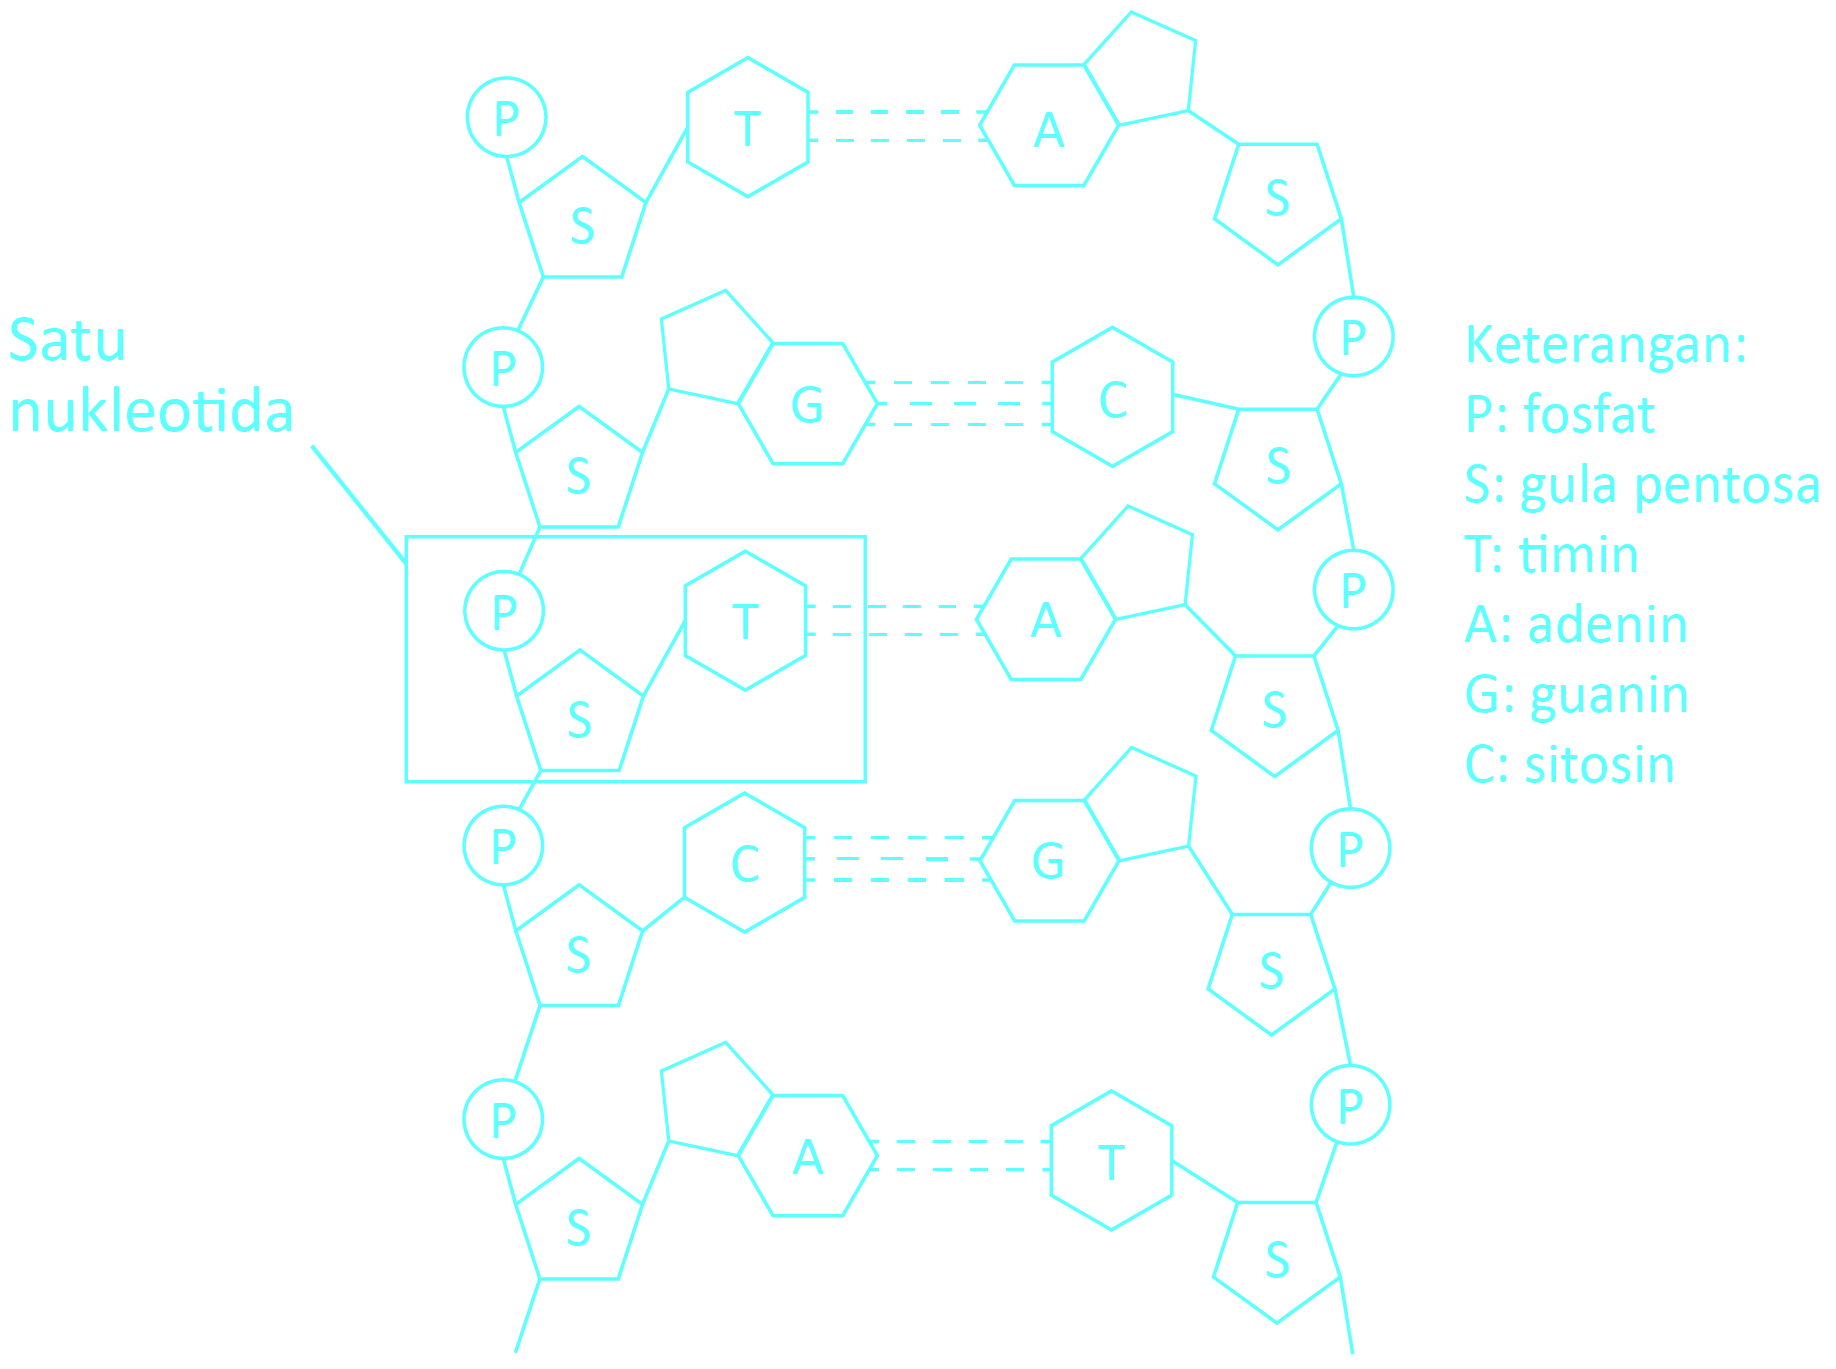 P
T
A
S
S
P
Satu
nukleotida
P
G
C
S
S
P
P
T
A
S
S
P
P
C
G
S
S
P
P
A
T
S
S
Keterangan:
P: fosfat
S: gula pentosa
T: timin
A: adenin
G: guanin
C: sitosin